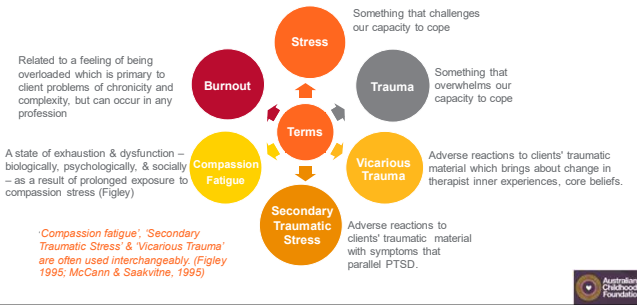 Something that challenges
our capacity to cope
Stress
Related to a feeling of being
overloaded which is primary to
client problems of chronicity and
complexity, but can occur in any
profession
Burnout
Trauma
Something that
overwhelms our
capacity to cope
Terms
A state of exhaustion & dysfunction –
biologically, psychologically, & socially
– as a result of prolonged exposure to
compassion stress (Figley)
Compassion
Fatigue
Vicarious
Trauma
Adverse reactions to clients' traumatic
material which brings about change in
therapist inner experiences, core beliefs.
Secondary
Traumatic
Stress
Adverse reactions to
clients' traumatic material
with symptoms that
parallel PTSD.
‘Compassion fatigue’, ‘Secondary
Traumatic Stress’ & ‘Vicarious Trauma’
are often used interchangeably. (Figley
1995; McCann & Saakvitne, 1995)
Australian
Childhood
Foundation